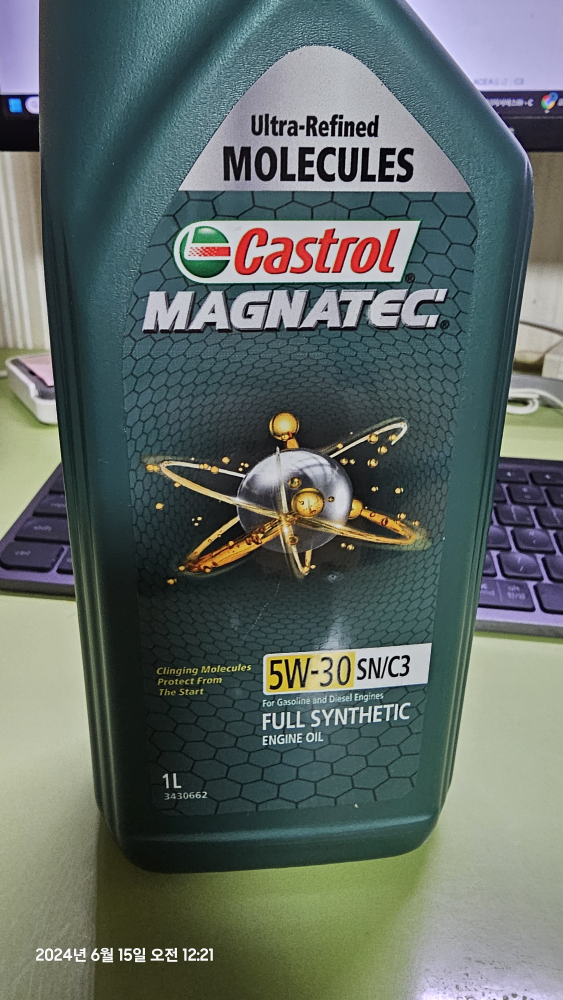 Ultra-Refined
MOLECULES
Castrol
MAGNATEC
Clinging Molecules
Protect From
The Start
5W-30 SN/C3
For Gasoline and Diesel Engines
FULL SYNTHETIC
ENGINE OIL
1L
3430662
2024년 6월 15일 오전 12:21